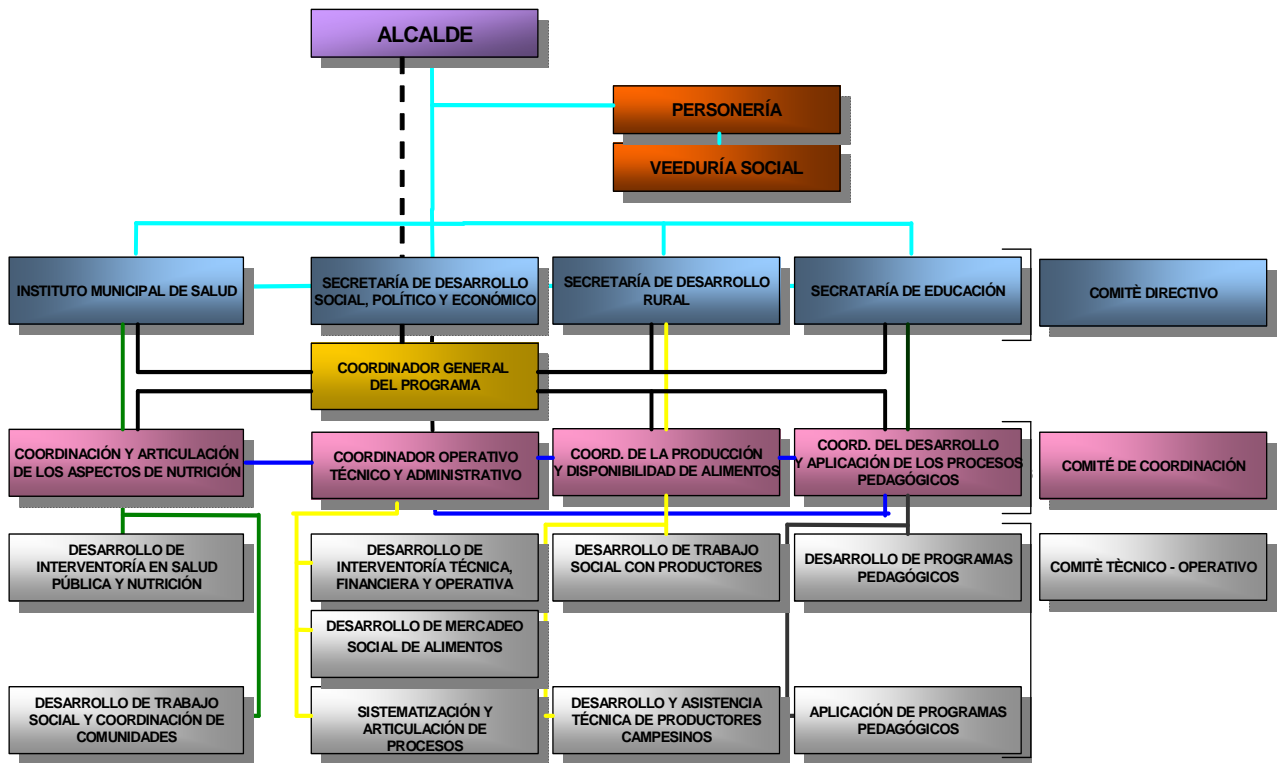 ALCALDE
PERSONERÍA
VEEDURÍA SOCIAL
INSTITUTO MUNICIPAL DE SALUD
SECRETARÍA DE DESARROLLO
SOCIAL, POLÍTICO Y ECONÓMICO
SECRETARÍA DE DESARROLLO
RURAL
SECRATARÍA DE EDUCACIÓN
COMITÈ DIRECTIVO
COORDINADOR GENERAL
DEL PROGRAMA
COORDINACIÓN Y ARTICULACIÓN
DE LOS ASPECTOS DE NUTRICIÓN
COORDINADOR OPERATIVO
TÉCNICO Y ADMINISTRATIVO
COORD. DE LA PRODUCCIÓN
Y DISPONIBILIDAD DE ALIMENTOS
COORD. DEL DESARROLLO
Y APLICACIÓN DE LOS PROCESOS
PEDAGÓGICOS
COMITÉ DE COORDINACIÓN
DESARROLLO DE
INTERVENTORÍA EN SALUD
PÚBLICA Y NUTRICIÓN
DESARROLLO DE
INTERVENTORÍA TÉCNICA,
FINANCIERA Y OPERATIVA
DESARROLLO DE TRABAJO
SOCIAL CON PRODUCTORES
DESARROLLO DE PROGRAMAS
PEDAGÓGICOS
COMITÈ TÈCNICO - OPERATIVO
DESARROLLO DE MERCADEO
SOCIAL DE ALIMENTOS
DESARROLLO DE TRABAJO
SOCIAL Y COORDINACIÓN DE
COMUNIDADES
SISTEMATIZACIÓN Y
ARTICULACIÓN DE
PROCESOS
DESARROLLO Y ASISTENCIA
TÉCNICA DE PRODUCTORES
CAMPESINOS
APLICACIÓN DE PROGRAMAS
PEDAGÓGICOS